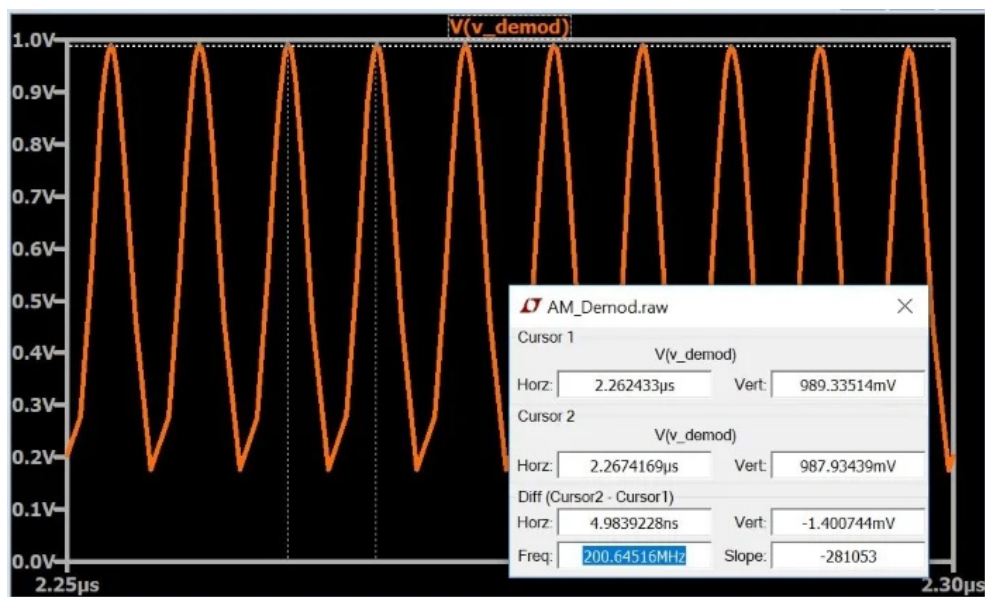 V(v_demod)
1.0V
0.9V
0.8V
0.7V
0.6V
0.5V
0.4V
0.3V
0.2V
0.1V
0.0V
2.25µs
2.30µs
AM_Demod.raw
Cursor 1
V(v_demod)
Horz: 2.262433µs Vert: 989.33514mV
Cursor 2
V(v_demod)
Horz: 2.2674169µs Vert: 987.93439mV
Diff (Cursor2 - Cursor1)
Horz: 4.9839228ns Vert: -1.400744mV
Freq: 200.64516MHz Slope: -281053